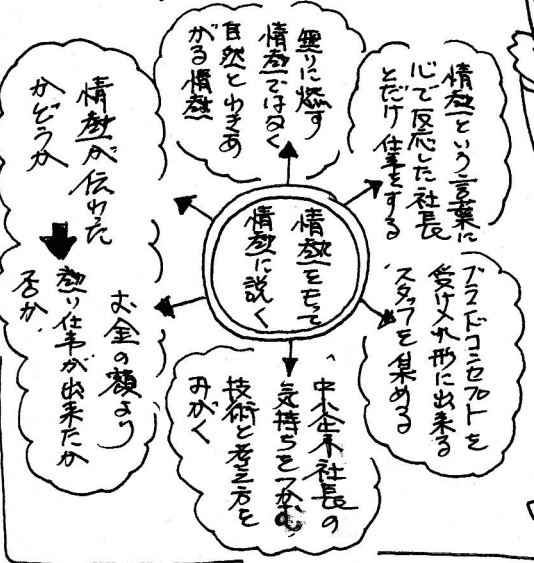 情熱をもって
情熱に説く
無りに燃す
情熱ではなく
自然とわきあ
がる情熱
情熱という言葉に
心で反応した社長
とだけ仕事をする
ブランドコンセプトを
受け入れ形に出来る
スタッフを集める
中小企業社長の
気持ちをつかむ
技術と考え方を
みがく
お金の額より
熱い仕事が出来たか
否か
情熱が伝わった
かどうか